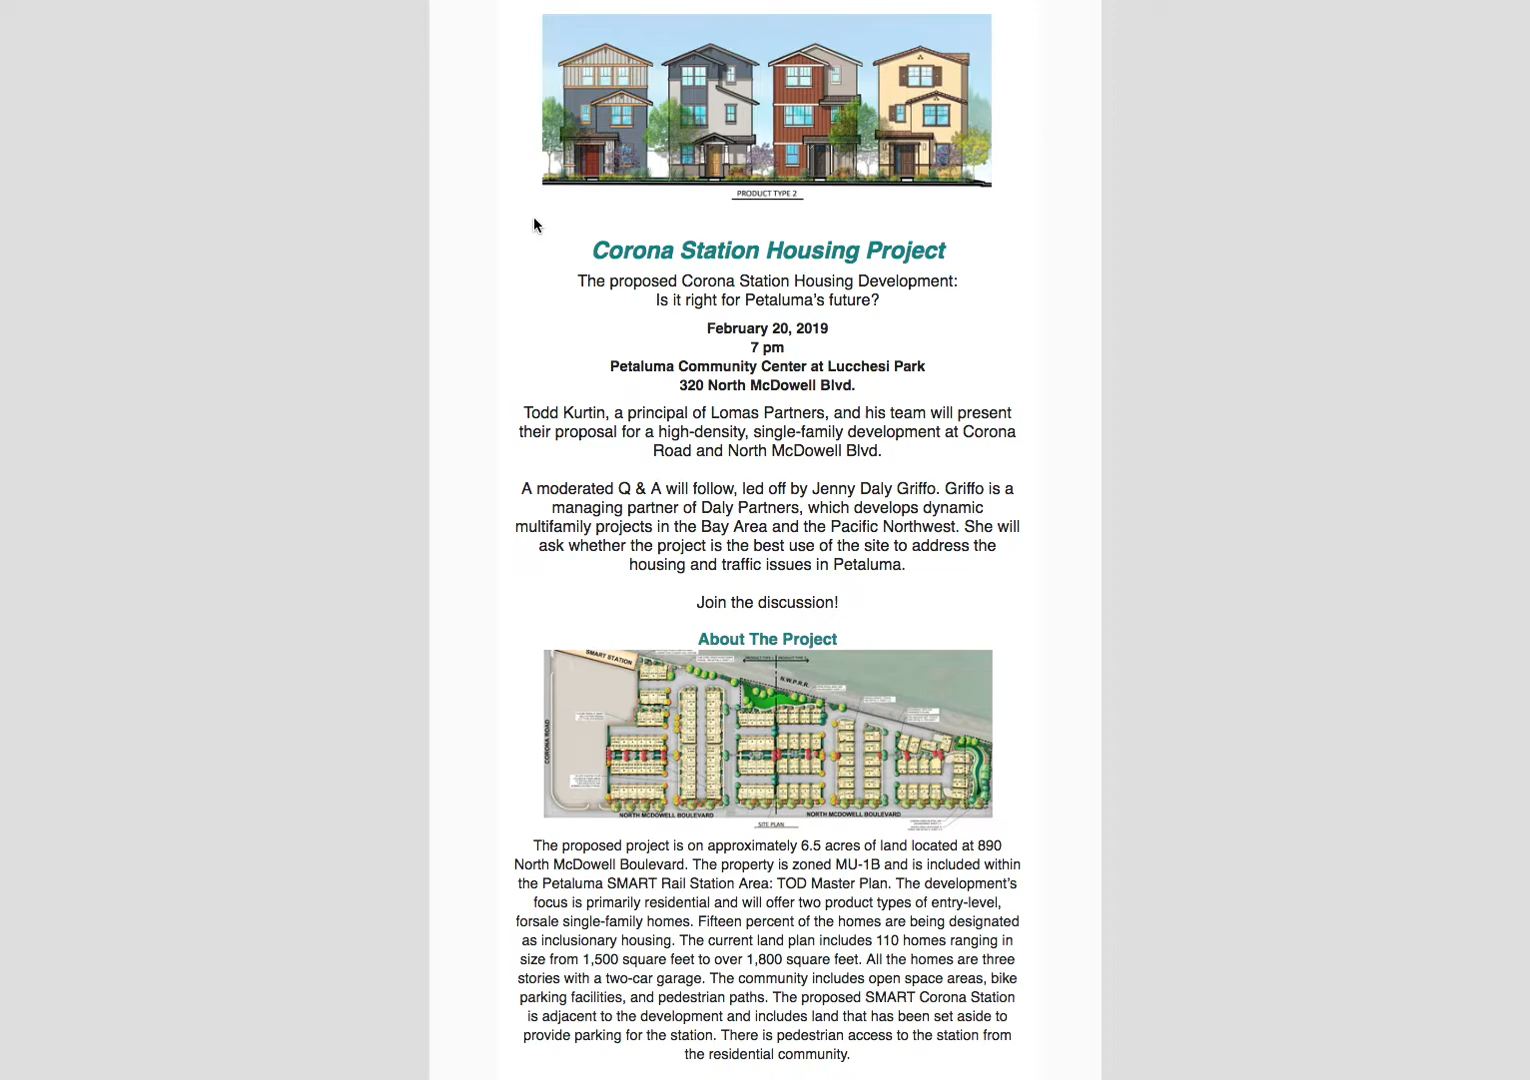 PRODUCT TYPE 2
Corona Station Housing Project
The proposed Corona Station Housing Development:
Is it right for Petaluma's future?
February 20, 2019
7 pm
Petaluma Community Center at Lucchesi Park
320 North McDowell Blvd.
Todd Kurtin, a principal of Lomas Partners, and his team will present
their proposal for a high-density, single-family development at Corona
Road and North McDowell Blvd.
A moderated Q & A will follow, led off by Jenny Daly Griffo. Griffo is a
managing partner of Daly Partners, which develops dynamic
multifamily projects in the Bay Area and the Pacific Northwest. She will
ask whether the project is the best use of the site to address the
housing and traffic issues in Petaluma.
Join the discussion!
About The Project
SMART STATION
N.W.P.R.R.
CORONA ROAD
NORTH MCDOWELL BOULEVARD
NORTH MCDOWELL BOULEVARD
SITE PLAN
The proposed project is on approximately 6.5 acres of land located at 890
North McDowell Boulevard. The property is zoned MU-1B and is included within
the Petaluma SMART Rail Station Area: TOD Master Plan. The development's
focus is primarily residential and will offer two product types of entry-level,
forsale single-family homes. Fifteen percent of the homes are being designated
as inclusionary housing. The current land plan includes 110 homes ranging in
size from 1,500 square feet to over 1,800 square feet. All the homes are three
stories with a two-car garage. The community includes open space areas, bike
parking facilities, and pedestrian paths. The proposed SMART Corona Station
is adjacent to the development and includes land that has been set aside to
provide parking for the station. There is pedestrian access to the station from
the residential community.